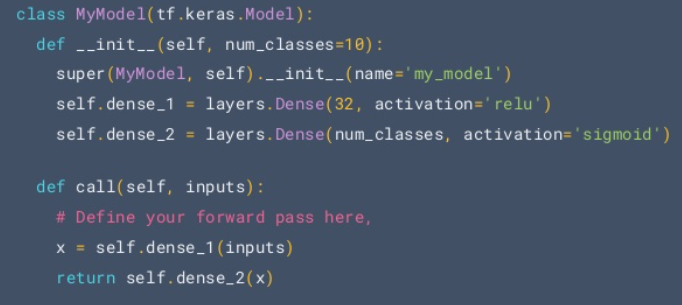 class MyModel(tf.keras.Model):
  def __init__(self, num_classes=10):
    super(MyModel, self).__init__(name='my_model')
    self.dense_1 = layers.Dense(32, activation='relu')
    self.dense_2 = layers.Dense(num_classes, activation='sigmoid')

  def call(self, inputs):
    # Define your forward pass here,
    x = self.dense_1(inputs)
    return self.dense_2(x)